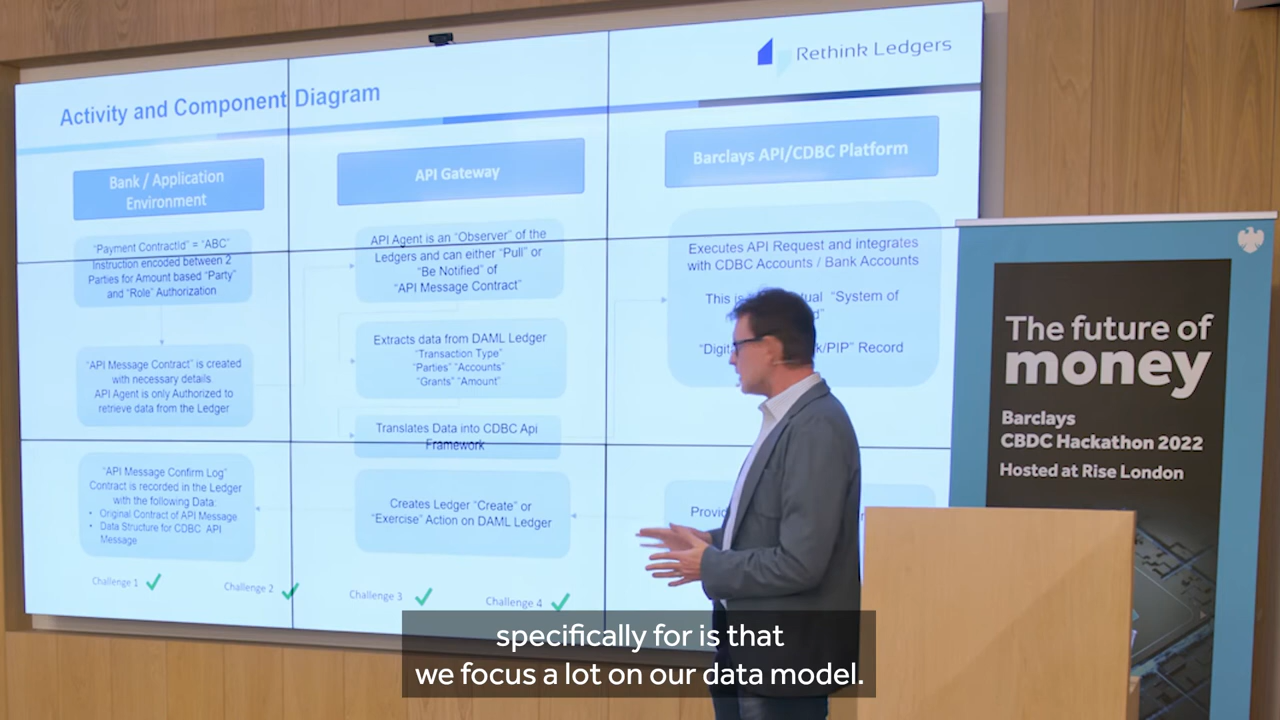 Rethink Ledgers
Activity and Component Diagram
Bank / Application
Environment
"Payment ContractId" = "ABC"
Instruction encoded between 2
Parties for Amount based "Party"
and "Role" Authorization
"API Message Contract" is created
with necessary details
API Agent is only Authorized to
retrieve data from the Ledger
"API Message Confirm Log"
Contract is recorded in the Ledger
with the following Data:
• Original Contract of API Message
• Data Structure for CDBC API
Message
API Gateway
API Agent is an "Observer" of the
Ledgers and can either "Pull" or
"Be Notified" of
"API Message Contract"
Extracts data from DAML Ledger
"Transaction Type"
"Parties" "Accounts"
"Grants" "Amount"
Translates Data into CDBC Api
Framework
Creates Ledger "Create" or
"Exercise" Action on DAML Ledger
Barclays API/CDBC Platform
Executes API Request and integrates
with CDBC Accounts / Bank Accounts
This is "System of
Record
Challenge 1
Challenge 2
Challenge 3
Challenge 4
The future of
money
Barclays
CBDC Hackathon 2022
Hosted at Rise London
specifically for is that
we focus a lot on our data model.